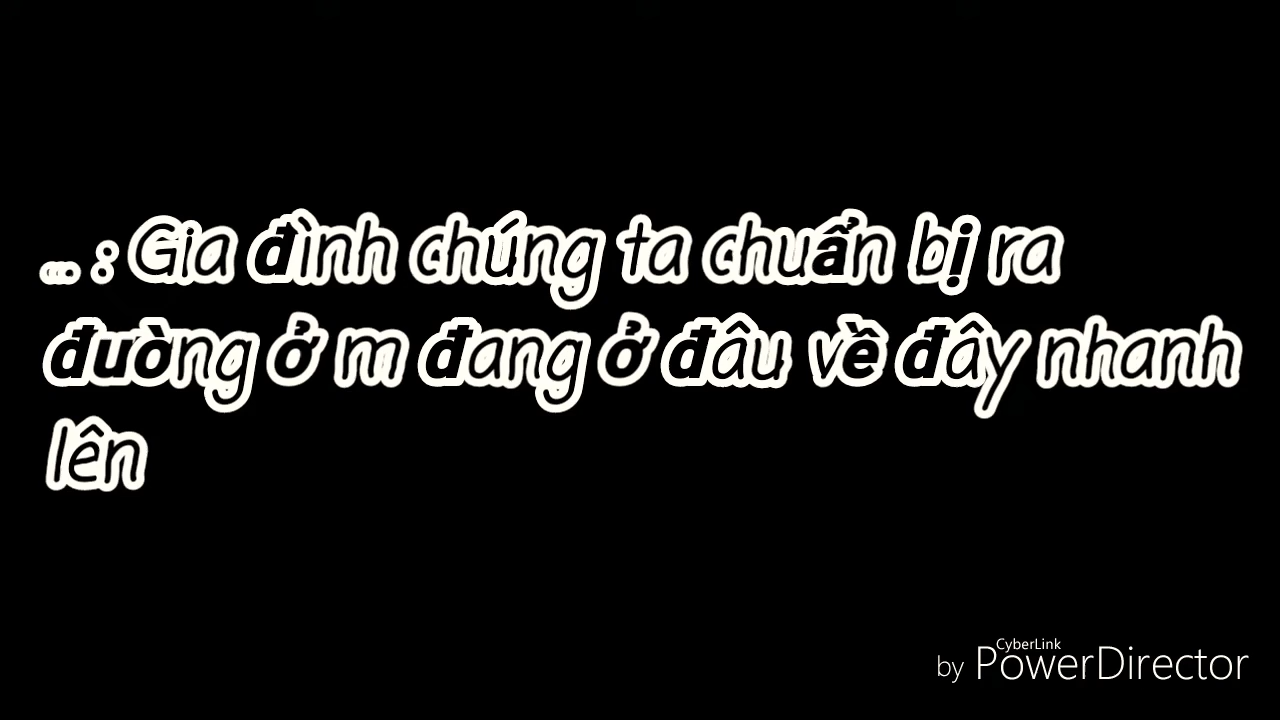 ... : Gia đình chúng ta chuẩn bị ra
đường ở m đang ở đâu về đây nhanh
lên
CyberLink
by PowerDirector